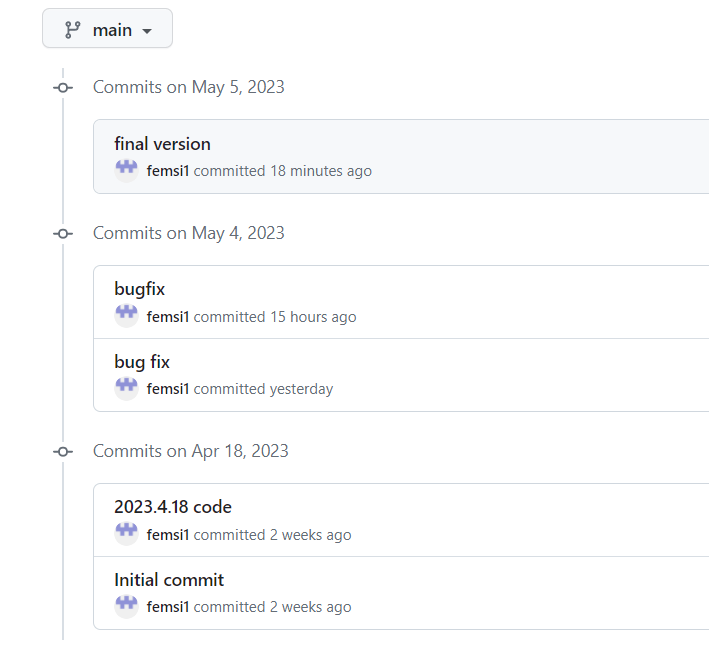 main
Commits on May 5, 2023
final version
femsi1 committed 18 minutes ago
Commits on May 4, 2023
bugfix
femsi1 committed 15 hours ago
bug fix
femsi1 committed yesterday
Commits on Apr 18, 2023
2023.4.18 code
femsi1 committed 2 weeks ago
Initial commit
femsi1 committed 2 weeks ago